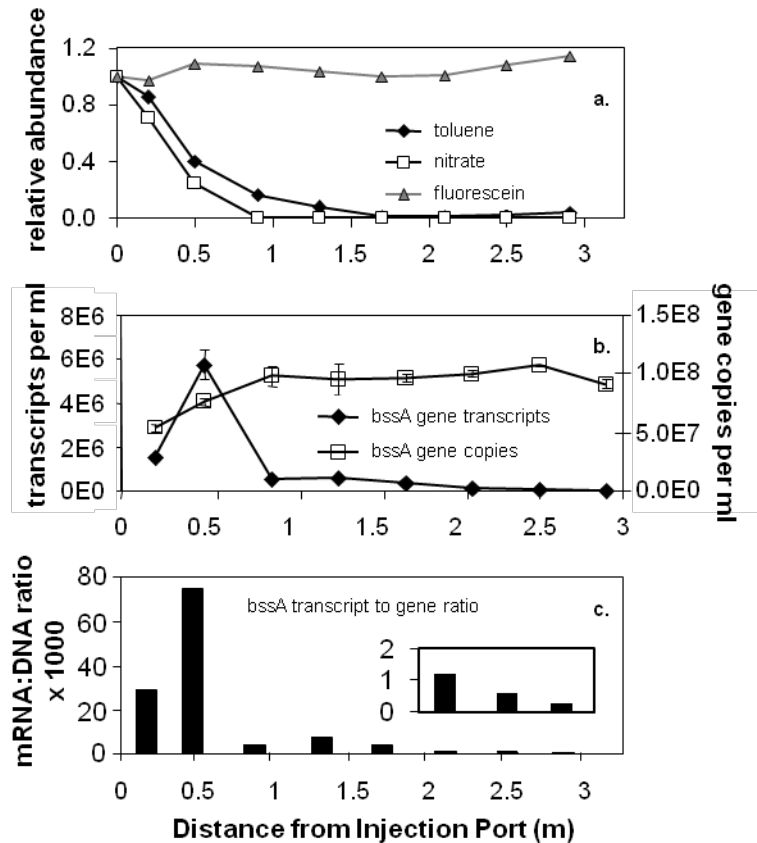 relative abundance
1.2
0.8
0.4
0.0
a.
toluene
nitrate
fluorescein
0 0.5 1 1.5 2 2.5 3
transcripts per ml
8E6
6E6
4E6
2E6
0E0
b.
bssA gene transcripts
bssA gene copies
1.5E8
1.0E8
5.0E7
0.0E0
gene copies per ml
0 0.5 1 1.5 2 2.5 3
mRNA:DNA ratio
x 1000
80
60
40
20
0
bssA transcript to gene ratio
c.
2
1
0
0 0.5 1 1.5 2 2.5 3
Distance from Injection Port (m)